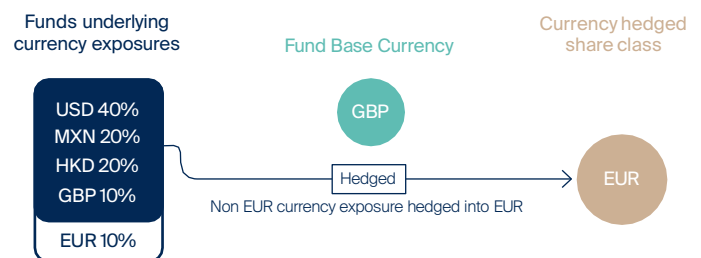 Funds underlying
currency exposures
Fund Base Currency
Currency hedged
share class
USD 40%
MXN 20%
HKD 20%
GBP 10%
EUR 10%
GBP
Hedged
Non EUR currency exposure hedged into EUR
EUR